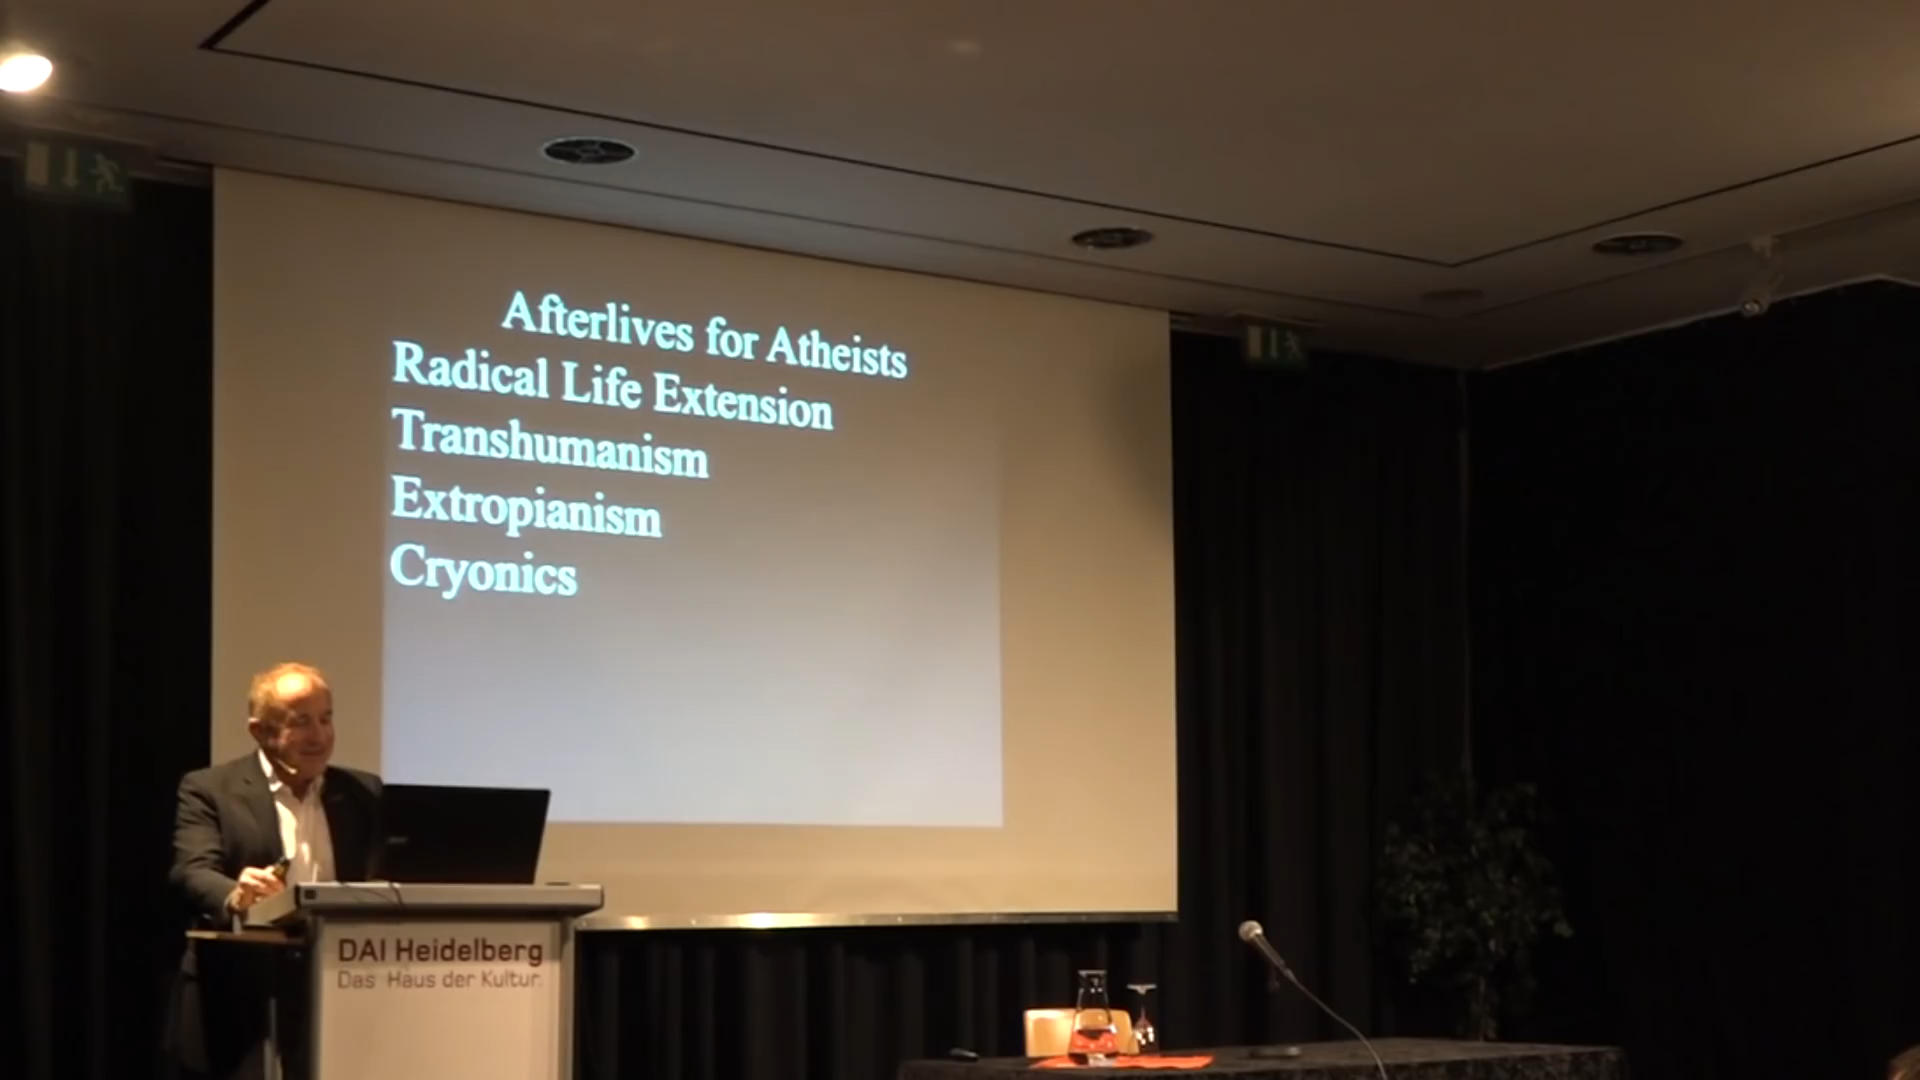 Afterlives for Atheists
Radical Life Extension
Transhumanism
Extropianism
Cryonics
DAI Heidelberg
Das Haus der Kultur.